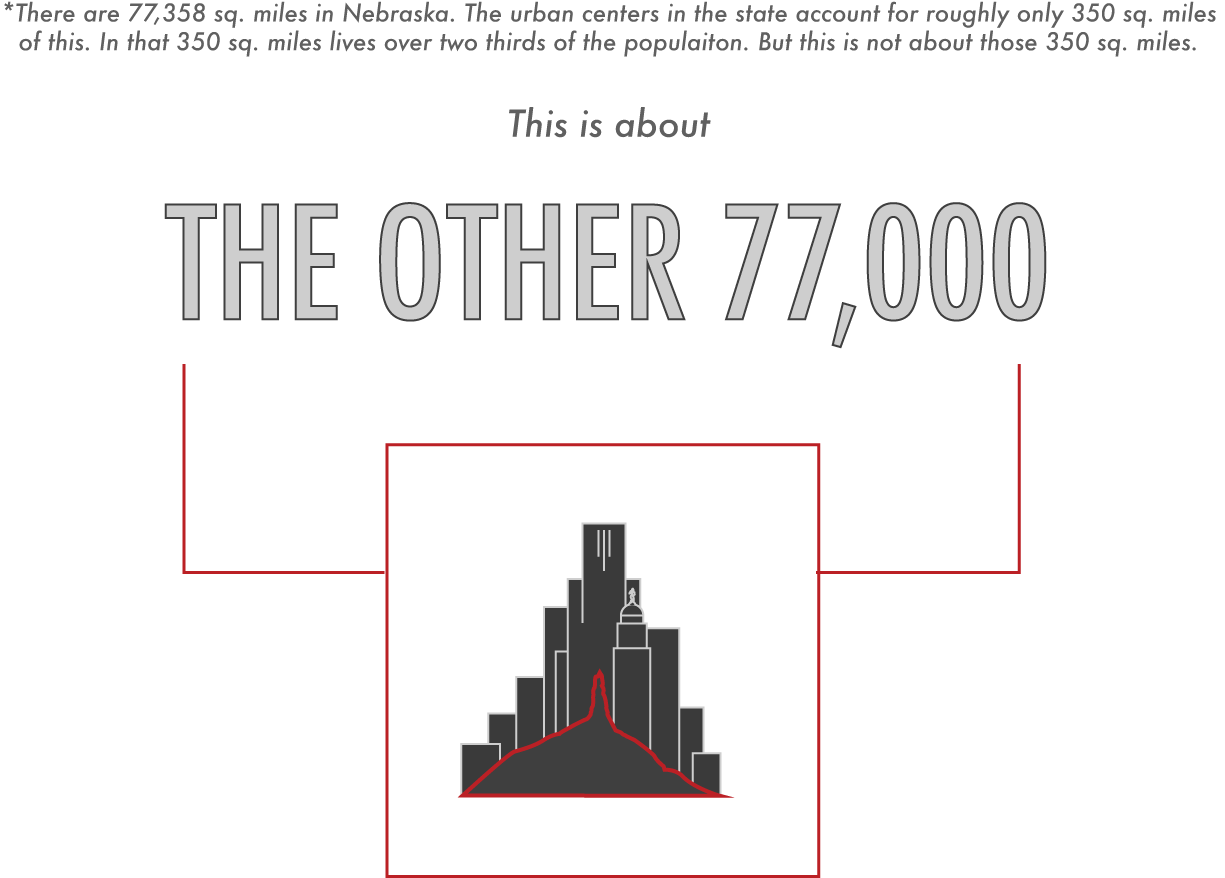 *There are 77,358 sq. miles in Nebraska. The urban centers in the state account for roughly only 350 sq. miles
of this. In that 350 sq. miles lives over two thirds of the populaiton. But this is not about those 350 sq. miles.
This is about
THE OTHER 77,000